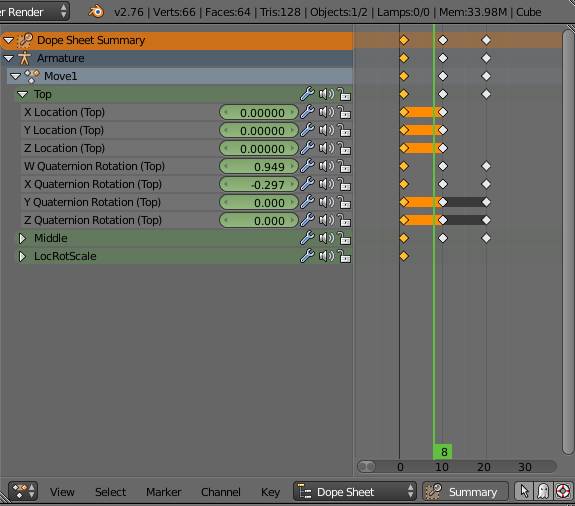 er Render v2.76 | Verts:66 | Faces:64 | Tris:128 | Objects:1/2 | Lamps:0/0 | Mem:33.98M | Cube
Dope Sheet Summary
Armature
Move1
Top
X Location (Top) 0.00000
Y Location (Top) 0.00000
Z Location (Top) 0.00000
W Quaternion Rotation (Top) 0.949
X Quaternion Rotation (Top) -0.297
Y Quaternion Rotation (Top) 0.000
Z Quaternion Rotation (Top) 0.000
Middle
LocRotScale
8
0 10 20 30
View Select Marker Channel Key Dope Sheet Summary